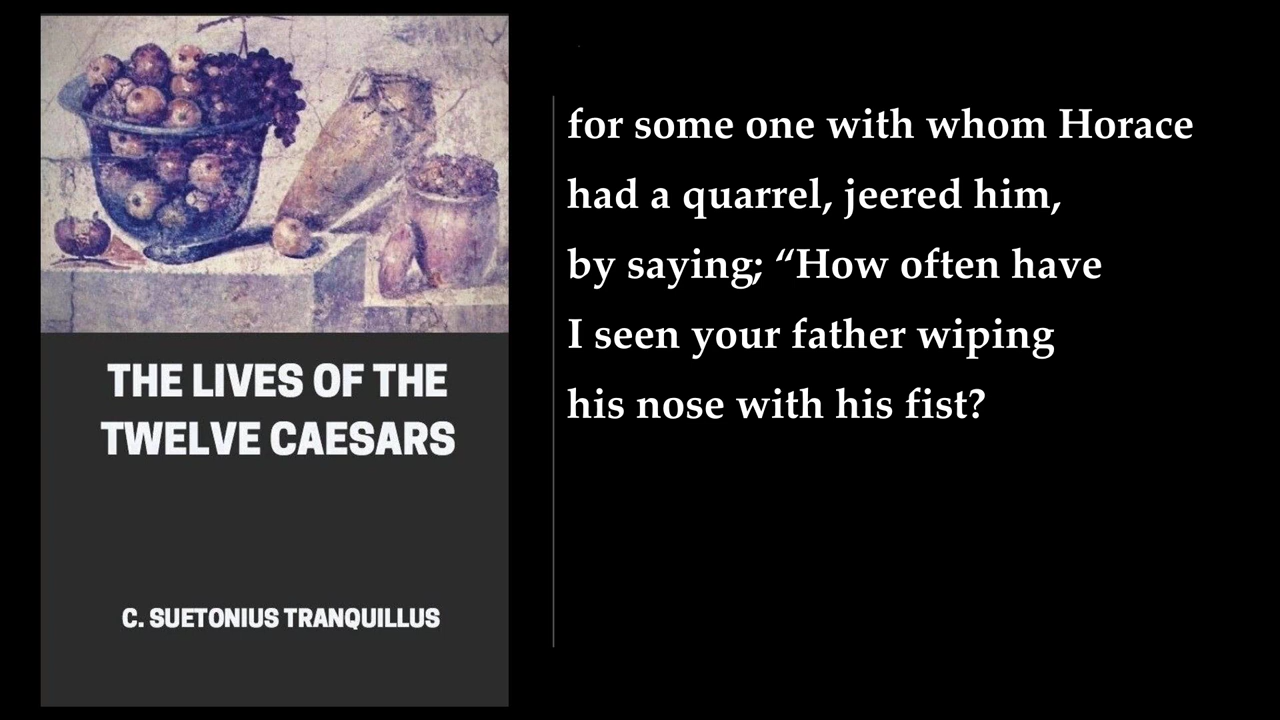 THE LIVES OF THE
TWELVE CAESARS
C. SUETONIUS TRANQUILLUS
for some one with whom Horace
had a quarrel, jeered him,
by saying; “How often have
I seen your father wiping
his nose with his fist?